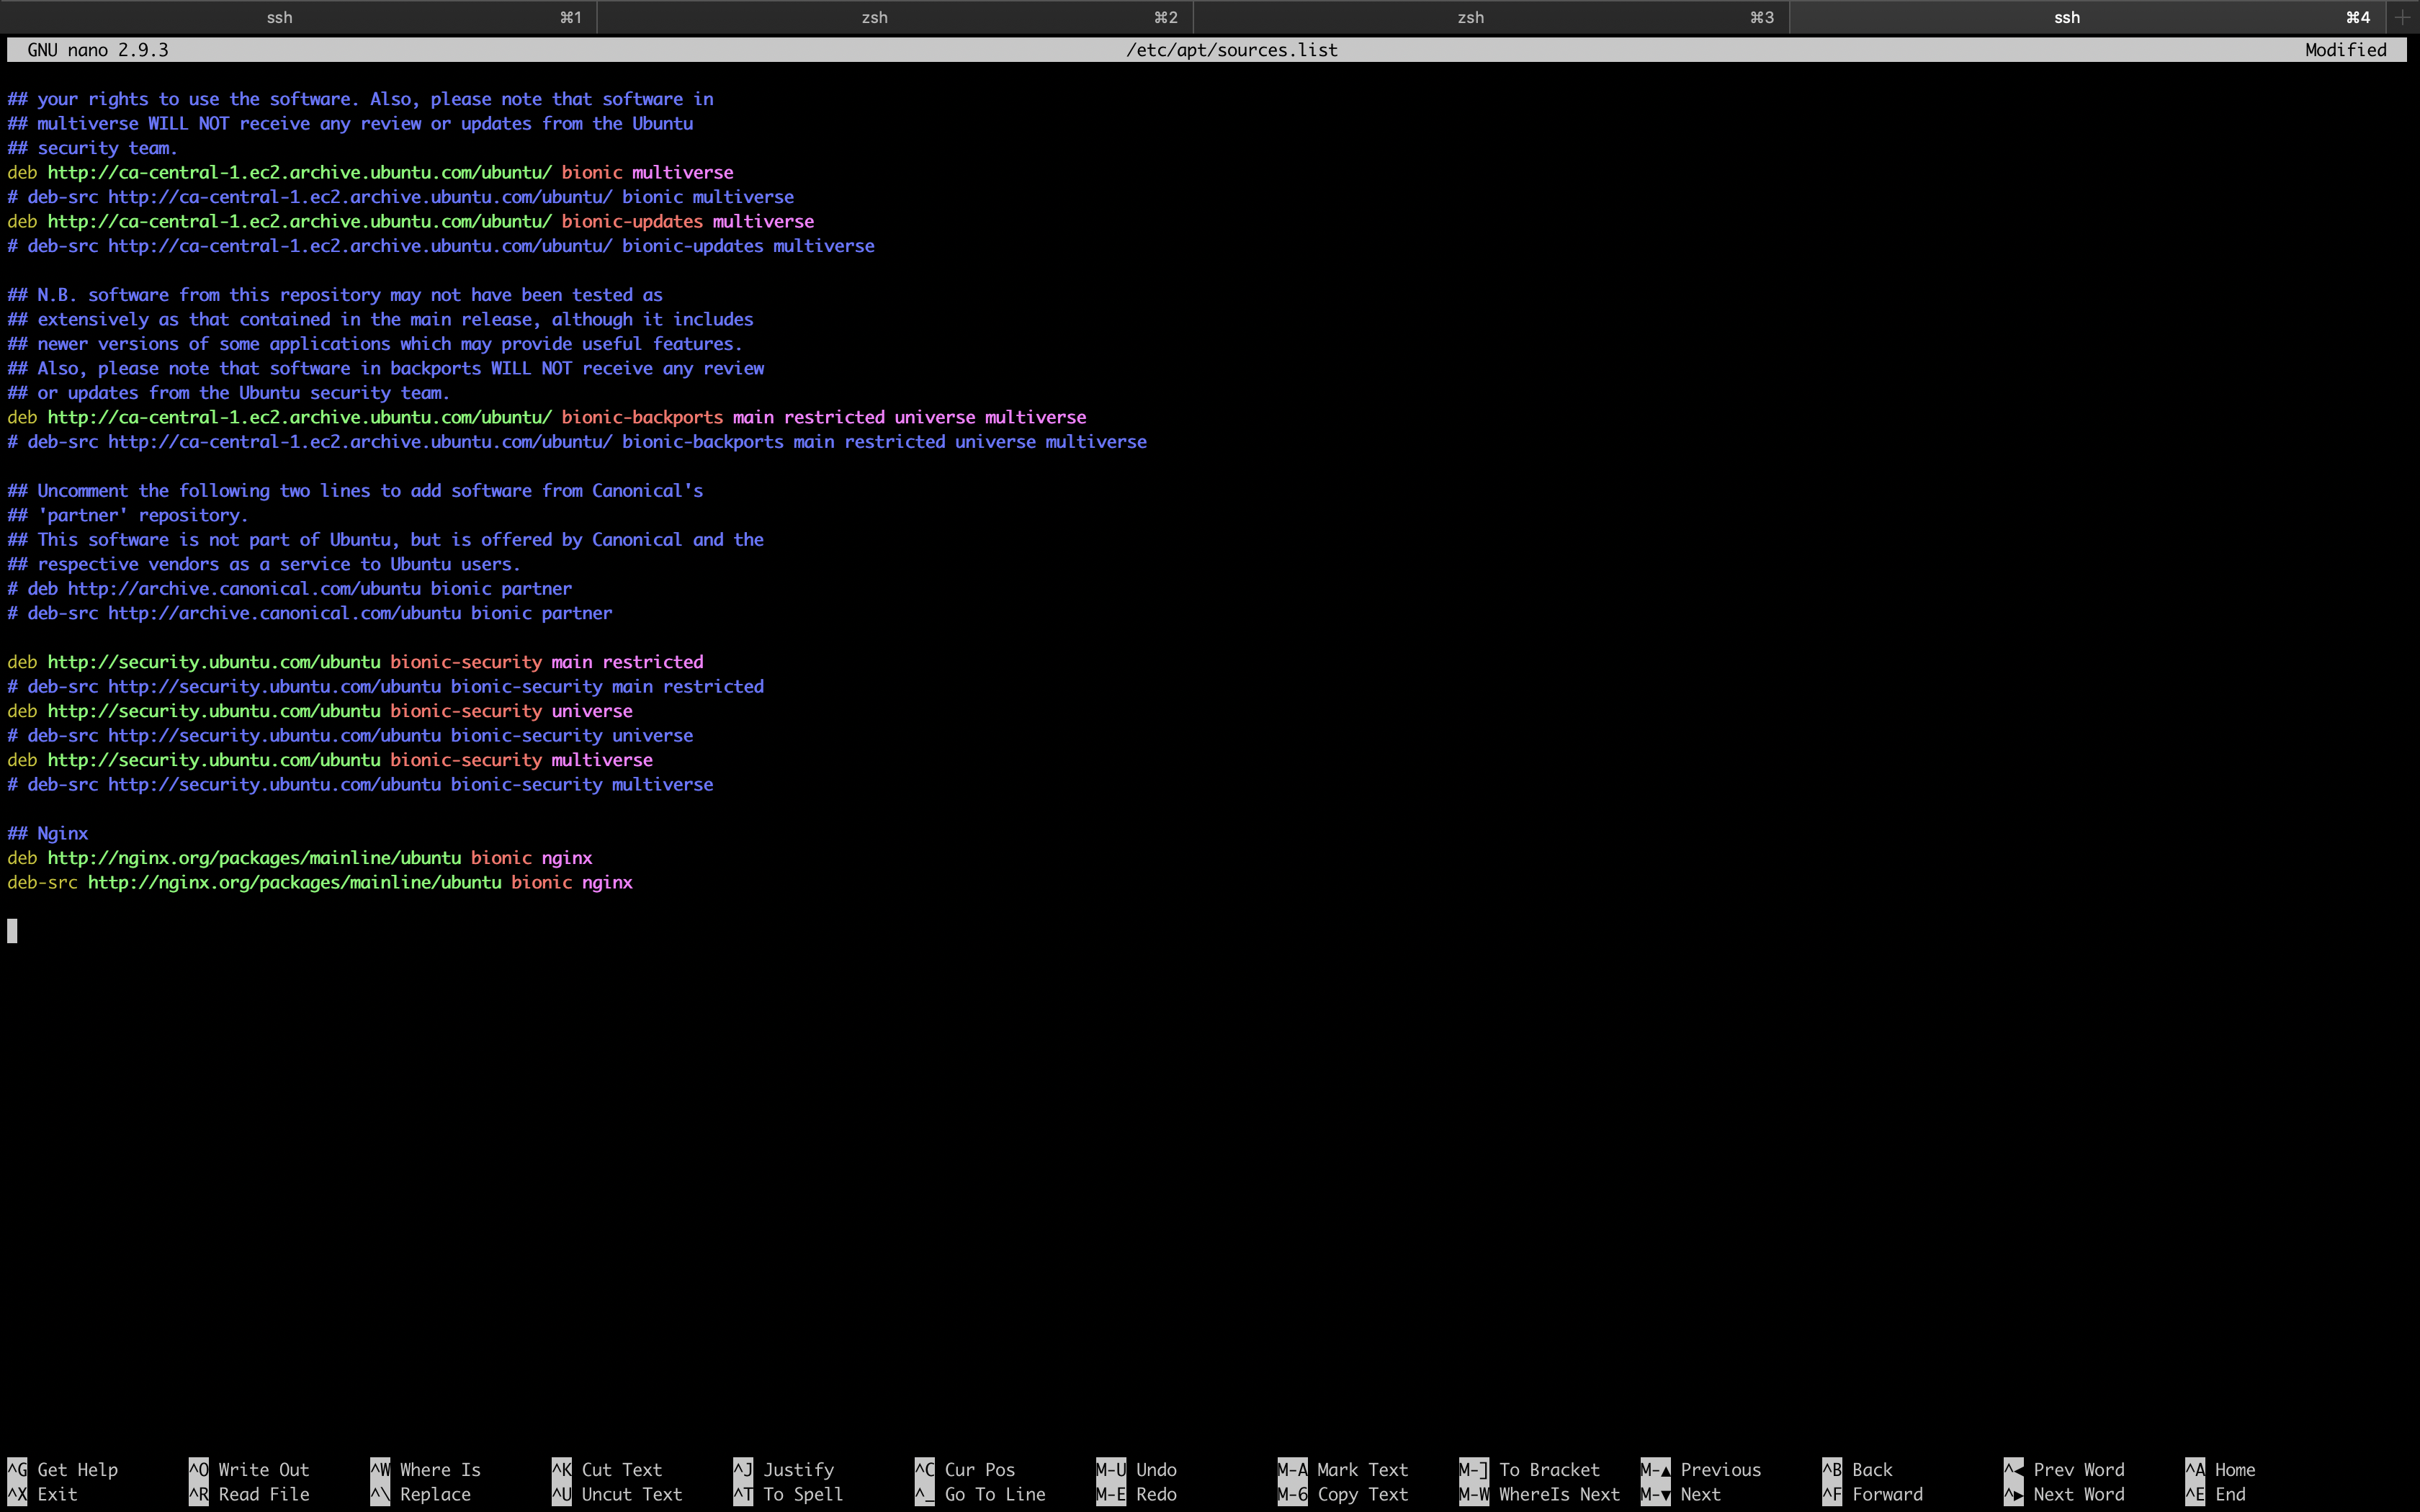 ssh ⌘1 zsh ⌘2 zsh ⌘3 ssh ⌘4 +
GNU nano 2.9.3 /etc/apt/sources.list Modified
## your rights to use the software. Also, please note that software in
## multiverse WILL NOT receive any review or updates from the Ubuntu
## security team.
deb http://ca-central-1.ec2.archive.ubuntu.com/ubuntu/ bionic multiverse
# deb-src http://ca-central-1.ec2.archive.ubuntu.com/ubuntu/ bionic multiverse
deb http://ca-central-1.ec2.archive.ubuntu.com/ubuntu/ bionic-updates multiverse
# deb-src http://ca-central-1.ec2.archive.ubuntu.com/ubuntu/ bionic-updates multiverse
## N.B. software from this repository may not have been tested as
## extensively as that contained in the main release, although it includes
## newer versions of some applications which may provide useful features.
## Also, please note that software in backports WILL NOT receive any review
## or updates from the Ubuntu security team.
deb http://ca-central-1.ec2.archive.ubuntu.com/ubuntu/ bionic-backports main restricted universe multiverse
# deb-src http://ca-central-1.ec2.archive.ubuntu.com/ubuntu/ bionic-backports main restricted universe multiverse
## Uncomment the following two lines to add software from Canonical's
## 'partner' repository.
## This software is not part of Ubuntu, but is offered by Canonical and the
## respective vendors as a service to Ubuntu users.
# deb http://archive.canonical.com/ubuntu bionic partner
# deb-src http://archive.canonical.com/ubuntu bionic partner
deb http://security.ubuntu.com/ubuntu bionic-security main restricted
# deb-src http://security.ubuntu.com/ubuntu bionic-security main restricted
deb http://security.ubuntu.com/ubuntu bionic-security universe
# deb-src http://security.ubuntu.com/ubuntu bionic-security universe
deb http://security.ubuntu.com/ubuntu bionic-security multiverse
# deb-src http://security.ubuntu.com/ubuntu bionic-security multiverse
## Nginx
deb http://nginx.org/packages/mainline/ubuntu bionic nginx
deb-src http://nginx.org/packages/mainline/ubuntu bionic nginx
^G Get Help ^O Write Out ^W Where Is ^K Cut Text ^J Justify ^C Cur Pos M-U Undo M-A Mark Text M-] To Bracket M-▲ Previous ^B Back ^◀ Prev Word ^A Home
^X Exit ^R Read File ^\ Replace ^U Uncut Text ^T To Spell ^_ Go To Line M-E Redo M-6 Copy Text M-W WhereIs Next M-▼ Next ^F Forward ^▶ Next Word ^E End